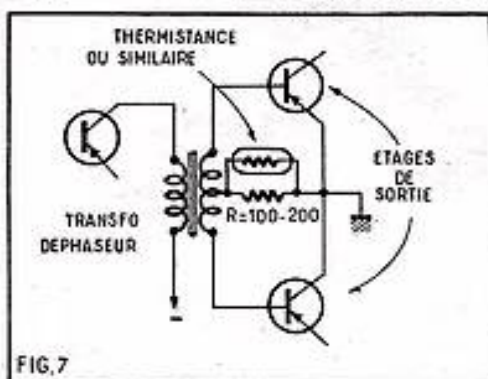 THERMISTANCE
OU SIMILAIRE
ETAGES
DE
SORTIE
R=100-200
TRANSFO
DEPHASEUR
-
FIG.7